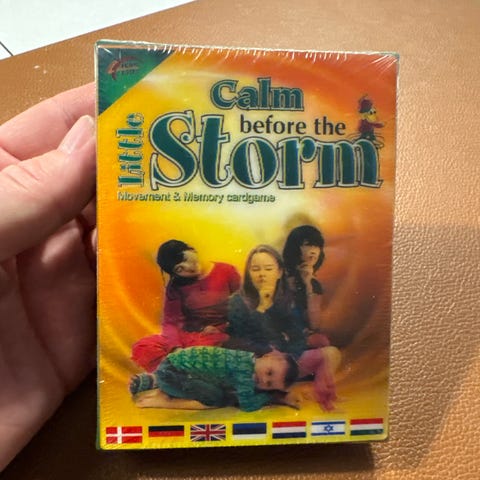 Calm
before the
Little
Storm
Movement & Memory cardgame